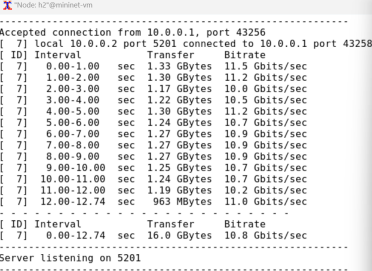 "Node: h2"@mininet-vm
-----------------------------------------------------------
Accepted connection from 10.0.0.1, port 43256
[  7] local 10.0.0.2 port 5201 connected to 10.0.0.1 port 43258
[ ID] Interval           Transfer     Bitrate
[  7]   0.00-1.00   sec  1.33 GBytes  11.5 Gbits/sec
[  7]   1.00-2.00   sec  1.30 GBytes  11.2 Gbits/sec
[  7]   2.00-3.00   sec  1.17 GBytes  10.0 Gbits/sec
[  7]   3.00-4.00   sec  1.22 GBytes  10.5 Gbits/sec
[  7]   4.00-5.00   sec  1.30 GBytes  11.2 Gbits/sec
[  7]   5.00-6.00   sec  1.24 GBytes  10.7 Gbits/sec
[  7]   6.00-7.00   sec  1.27 GBytes  10.9 Gbits/sec
[  7]   7.00-8.00   sec  1.27 GBytes  10.9 Gbits/sec
[  7]   8.00-9.00   sec  1.27 GBytes  10.9 Gbits/sec
[  7]   9.00-10.00  sec  1.25 GBytes  10.7 Gbits/sec
[  7]  10.00-11.00  sec  1.24 GBytes  10.7 Gbits/sec
[  7]  11.00-12.00  sec  1.19 GBytes  10.2 Gbits/sec
[  7]  12.00-12.74  sec   963 MBytes  11.0 Gbits/sec
- - - - - - - - - - - - - - - - - - - - - - - - -
[ ID] Interval           Transfer     Bitrate
[  7]   0.00-12.74  sec  16.0 GBytes  10.8 Gbits/sec
-----------------------------------------------------------
Server listening on 5201
-----------------------------------------------------------